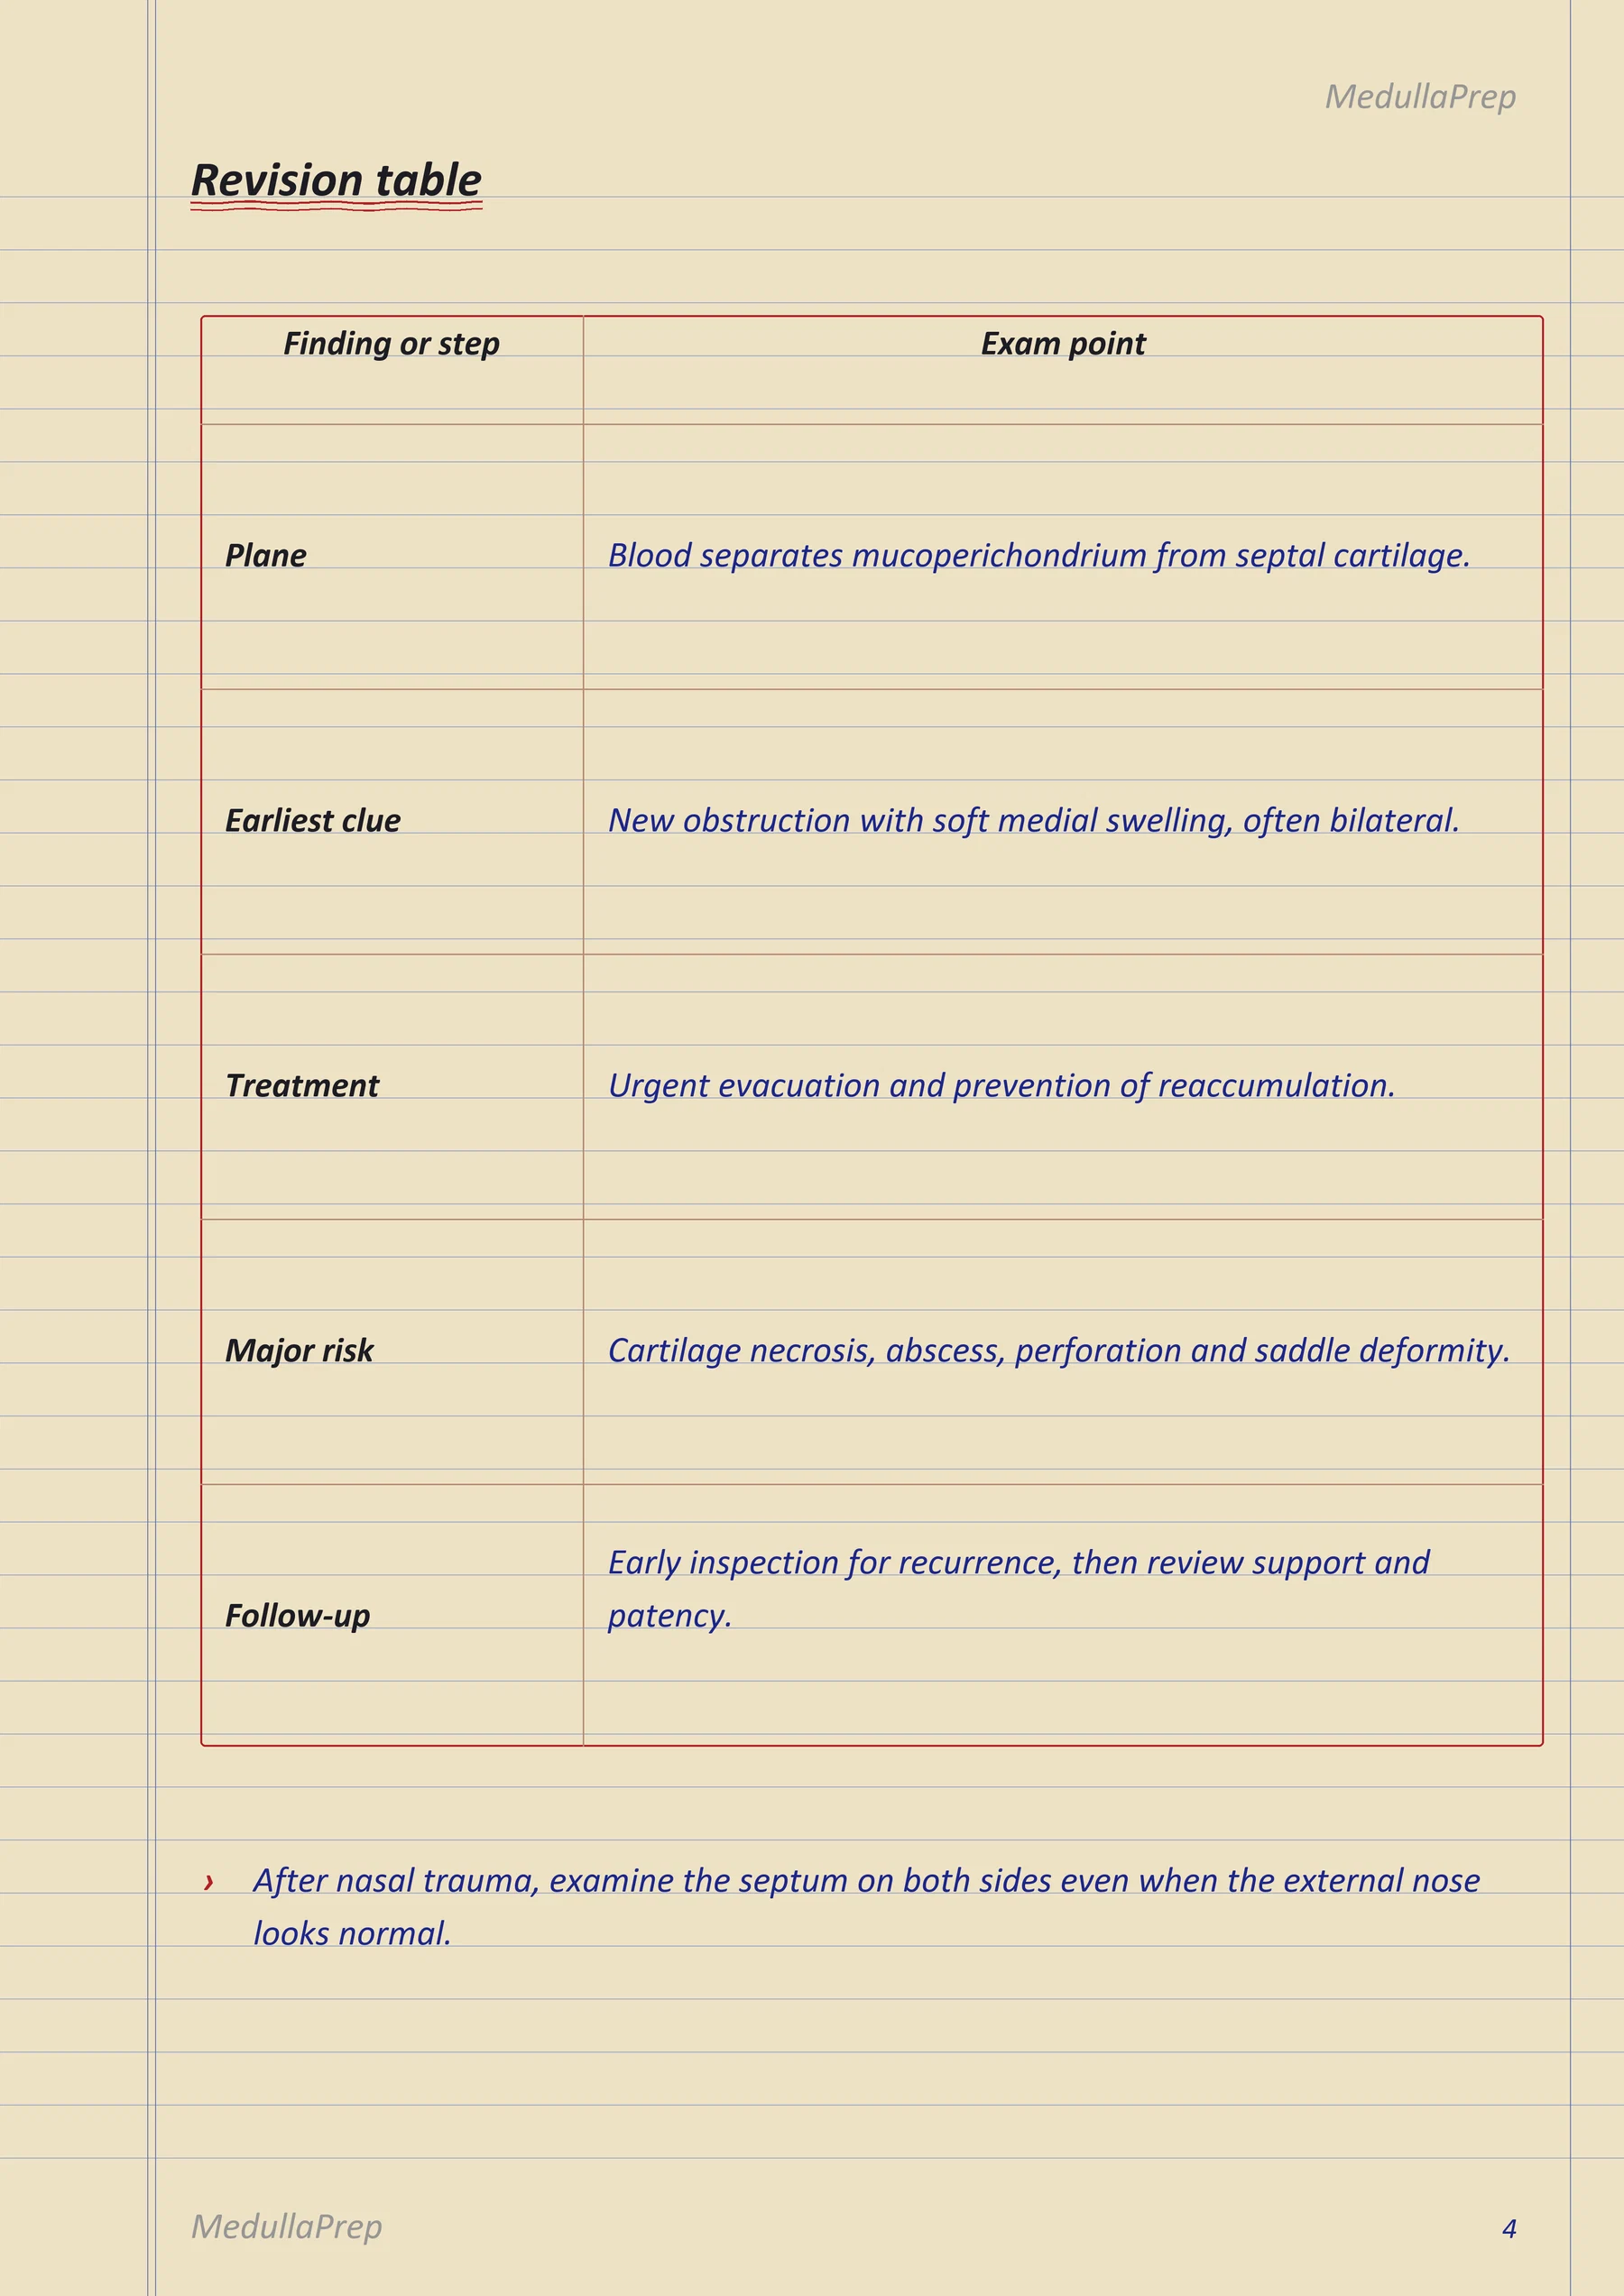 MedullaPrep
Revision table
Finding or step
Exam point
Plane
Blood separates mucoperichondrium from septal cartilage.
Earliest clue
New obstruction with soft medial swelling, often bilateral.
Treatment
Urgent evacuation and prevention of reaccumulation.
Major risk
Cartilage necrosis, abscess, perforation and saddle deformity.
Follow-up
Early inspection for recurrence, then review support and
patency.
› After nasal trauma, examine the septum on both sides even when the external nose
looks normal.
MedullaPrep
4